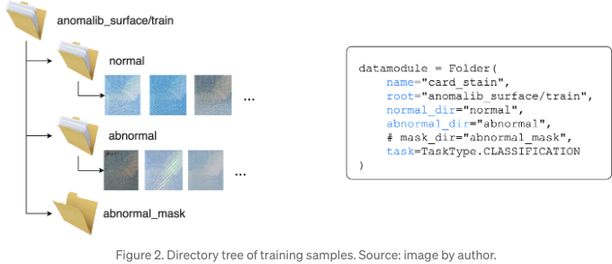 anomalib_surface/train
normal
...
abnormal
...
abnormal_mask
datamodule = Folder(
    name="card_stain",
    root="anomalib_surface/train",
    normal_dir="normal",
    abnormal_dir="abnormal",
    # mask_dir="abnormal_mask",
    task=TaskType.CLASSIFICATION
)
Figure 2. Directory tree of training samples. Source: image by author.